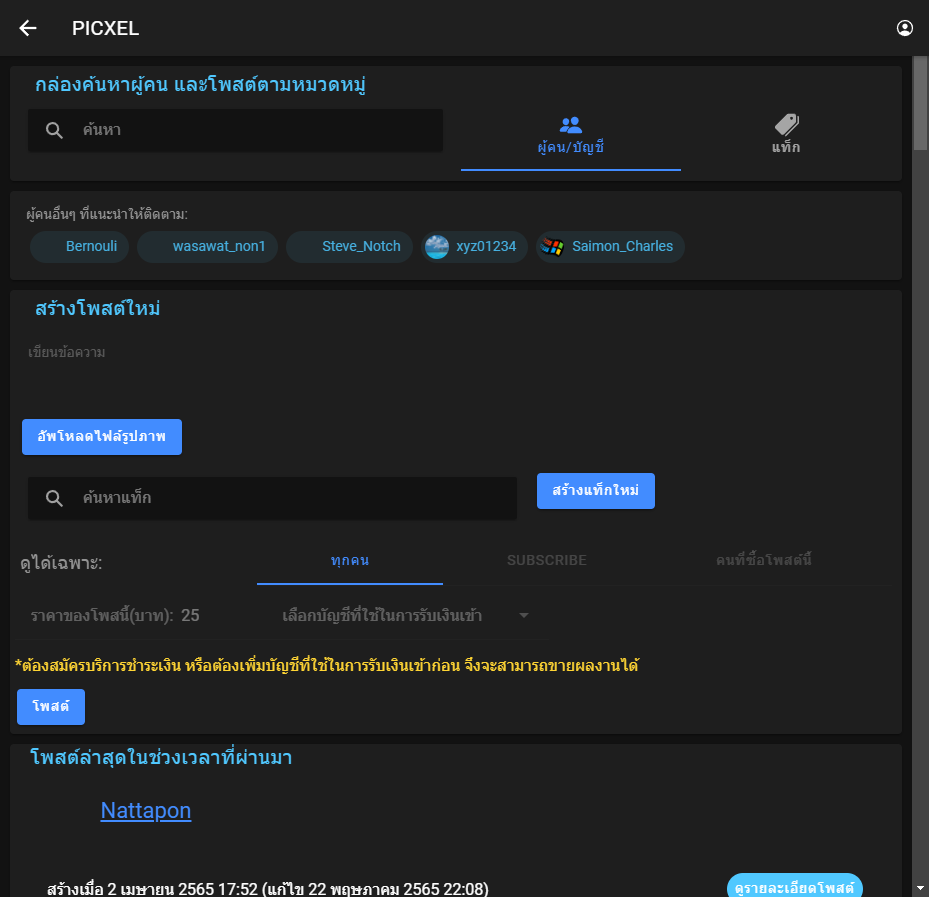 PICXEL
กล่องค้นหาผู้คน และโพสต์ตามหมวดหมู่
ค้นหา
ผู้คน/บัญชี
แท็ก
ผู้คนอื่นๆ ที่แนะนำให้ติดตาม:
Bernouli wasawat_non1 Steve_Notch xyz01234 Saimon_Charles
สร้างโพสต์ใหม่
เขียนข้อความ
อัพโหลดไฟล์รูปภาพ
ค้นหาแท็ก
สร้างแท็กใหม่
ดูได้เฉพาะ: ทุกคน SUBSCRIBE คนที่ซื้อโพสต์นี้
ราคาของโพสนี้(บาท): 25 เลือกบัญชีที่ใช้ในการรับเงินเข้า
*ต้องสมัครบริการชำระเงิน หรือต้องเพิ่มบัญชีที่ใช้ในการรับเงินเข้าก่อน จึงจะสามารถขายผลงานได้
โพสต์
โพสต์ล่าสุดในช่วงเวลาที่ผ่านมา
Nattapon
สร้างเมื่อ 2 เมษายน 2565 17:52 (แก้ไข 22 พฤษภาคม 2565 22:08) ดูรายละเอียดโพสต์